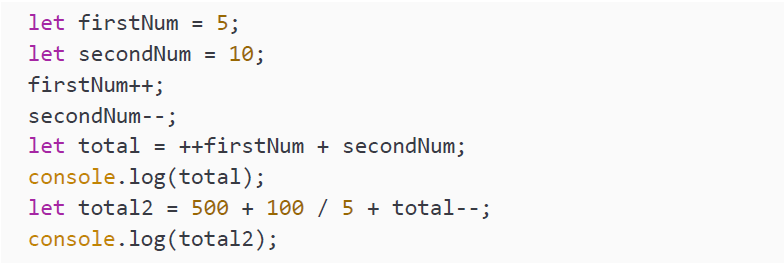 let firstNum = 5;
let secondNum = 10;
firstNum++;
secondNum--;
let total = ++firstNum + secondNum;
console.log(total);
let total2 = 500 + 100 / 5 + total--;
console.log(total2);